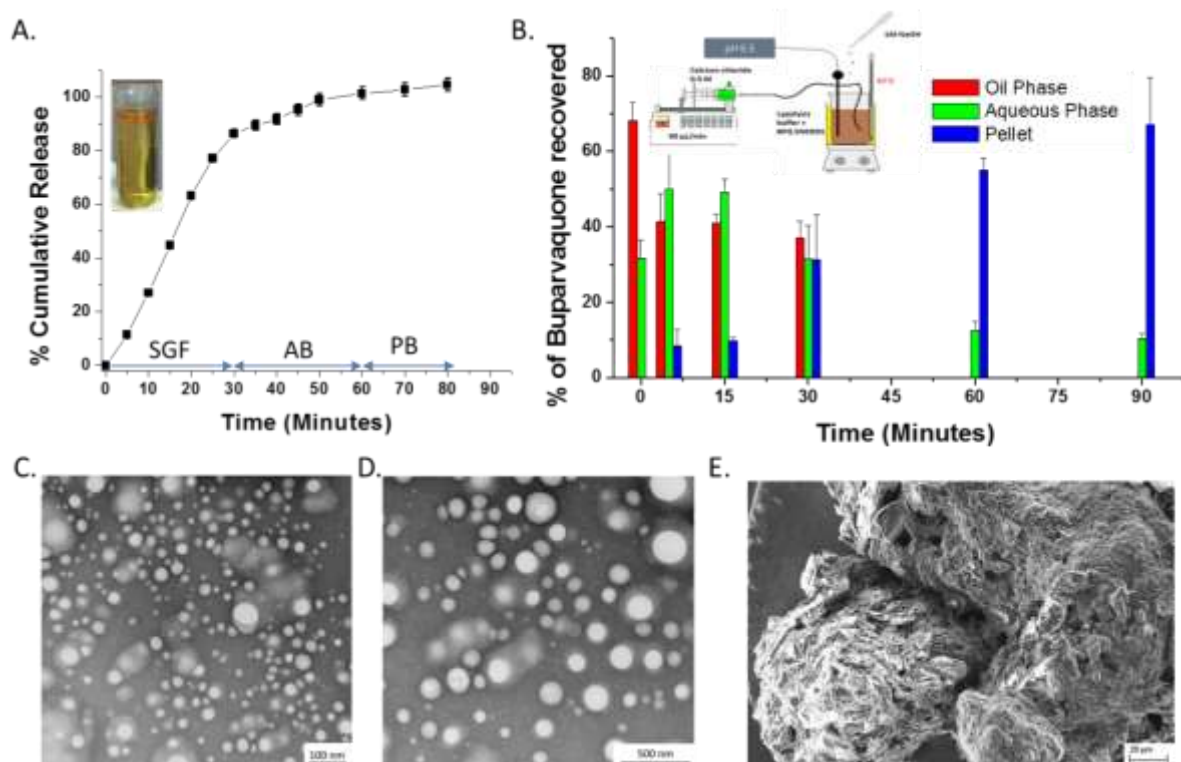 A.
% Cumulative Release
100
80
60
40
20
0
SGF
AB
PB
0 10 20 30 40 50 60 70 80 90
Time (Minutes)
B.
% of Buparvaquone recovered
80
60
40
20
0
pH 6.5
Calcium chloride
Oil Phase
Aqueous Phase
Pellet
0 15 30 45 60 75 90
Time (Minutes)
C.
100 nm
D.
500 nm
E.
20 µm